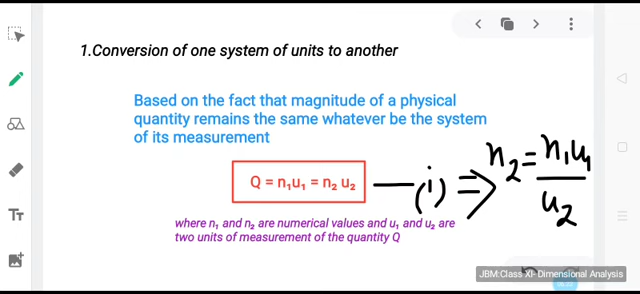 1.Conversion of one system of units to another
Based on the fact that magnitude of a physical
quantity remains the same whatever be the system
of its measurement
Q = n₁u₁ = n₂ u₂ —(i) ⇒ n₂ = n₁u₁/u₂
where n₁ and n₂ are numerical values and u₁ and u₂ are
two units of measurement of the quantity Q
TT
JBM:Class XI- Dimensional Analysis